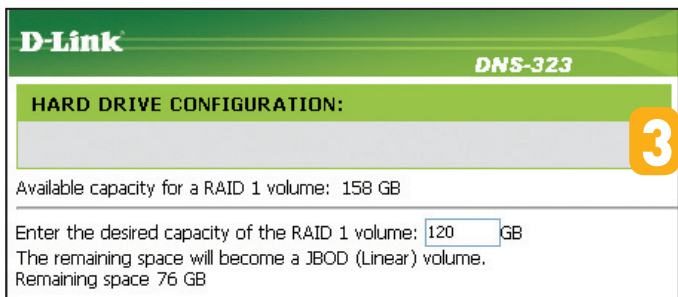 D-Link
DNS-323
HARD DRIVE CONFIGURATION:
3
Available capacity for a RAID 1 volume: 158 GB
Enter the desired capacity of the RAID 1 volume: 120 GB
The remaining space will become a JBOD (Linear) volume.
Remaining space 76 GB